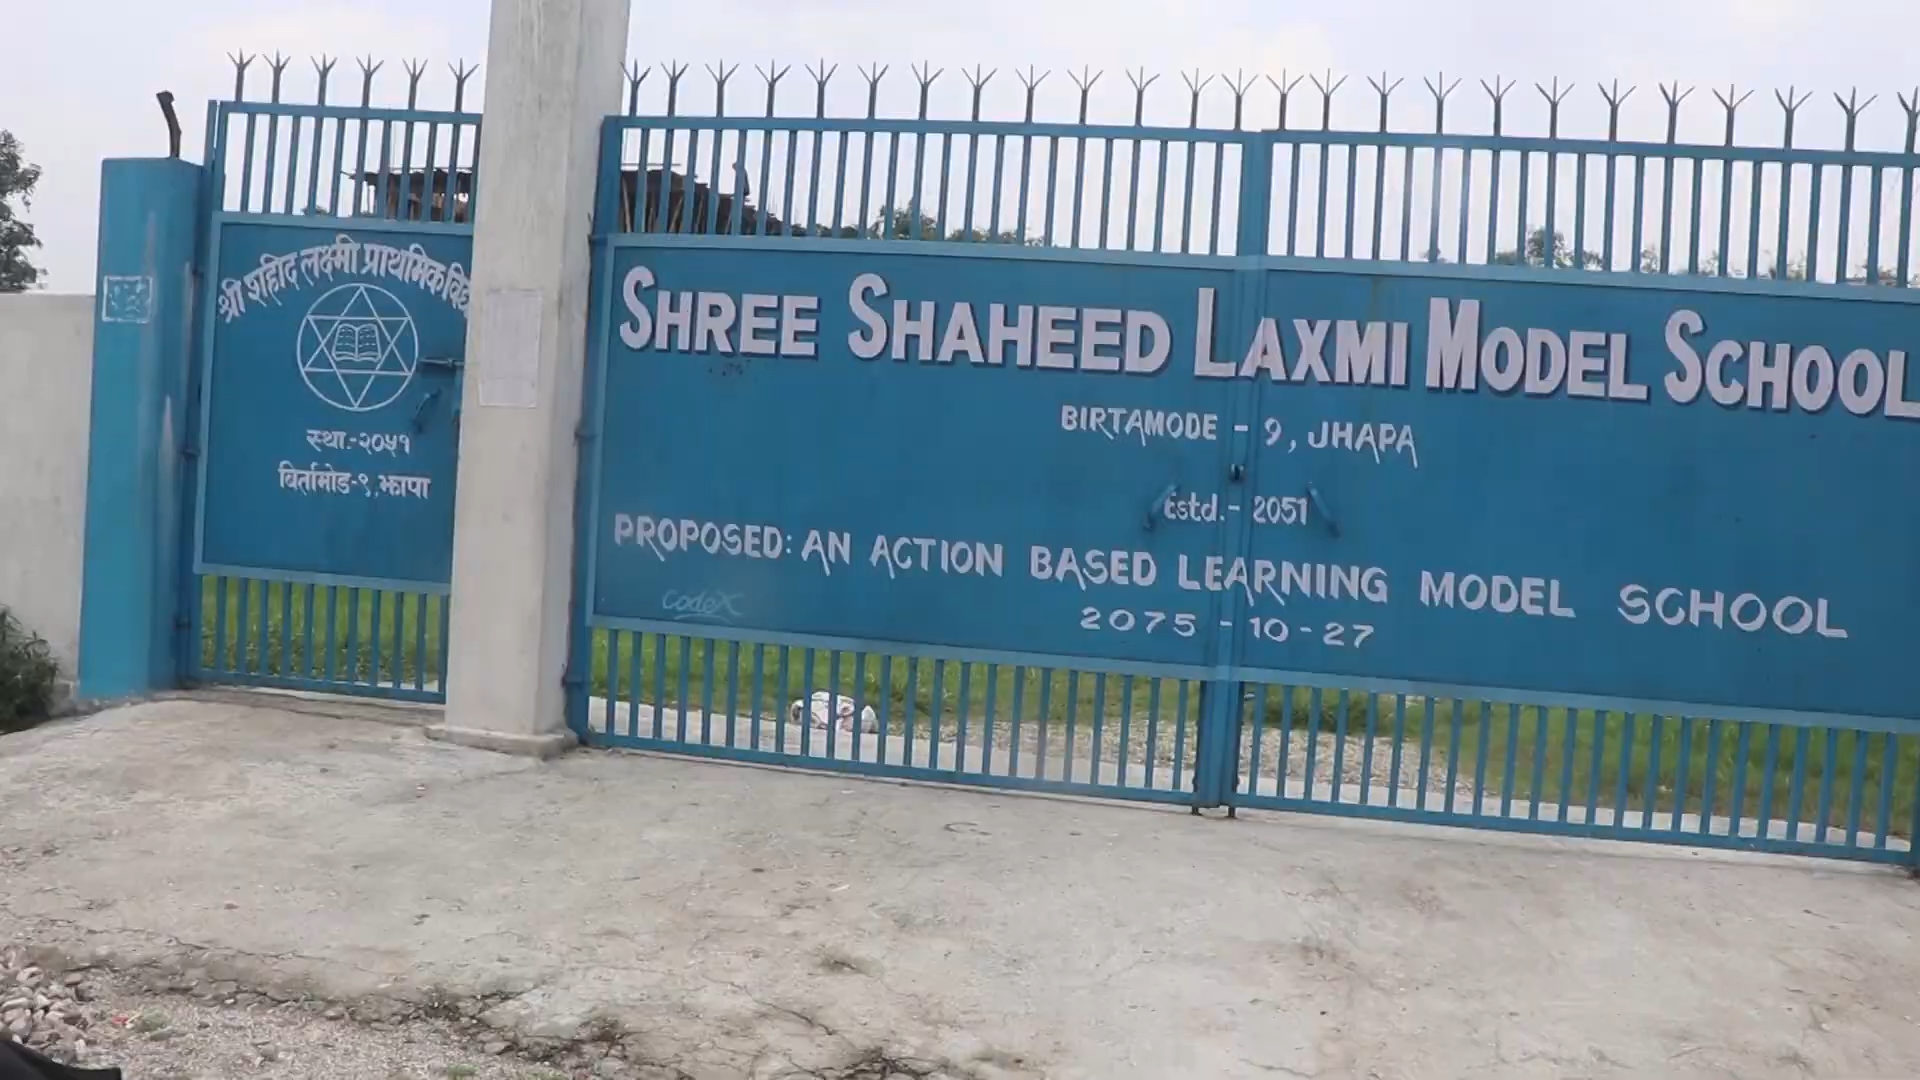 श्री शहीद लक्ष्मी प्राथमिक
स्था.-२०५१
बिर्तामोड-९,झापा
SHREE SHAHEED LAXMI MODEL SCHOOL
BIRTAMODE - 9, JHAPA
Estd.- 2051
PROPOSED: AN ACTION BASED LEARNING MODEL SCHOOL
2075 - 10 - 27
codeX